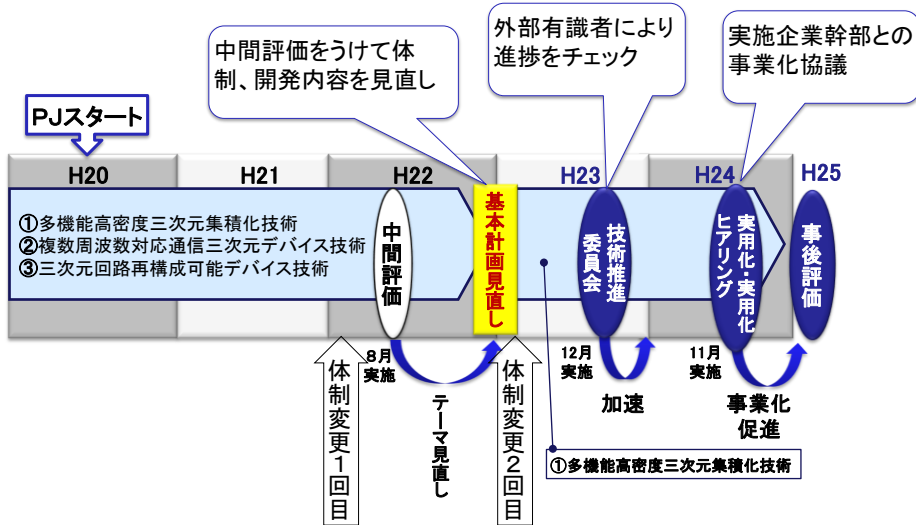 中間評価をうけて体
制、開発内容を見直し
外部有識者により
進捗をチェック
実施企業幹部との
事業化協議
PJスタート
H20
H21
H22
H23
H24
H25
①多機能高密度三次元集積化技術
②複数周波数対応通信三次元デバイス技術
③三次元回路再構成可能デバイス技術
中間評価
基本計画見直し
技術推進
委員会
実用化・実用化
ヒアリング
事後評価
8月
実施
12月
実施
11月
実施
体制変更1回目
テーマ見直し
体制変更2回目
加速
事業化
促進
①多機能高密度三次元集積化技術